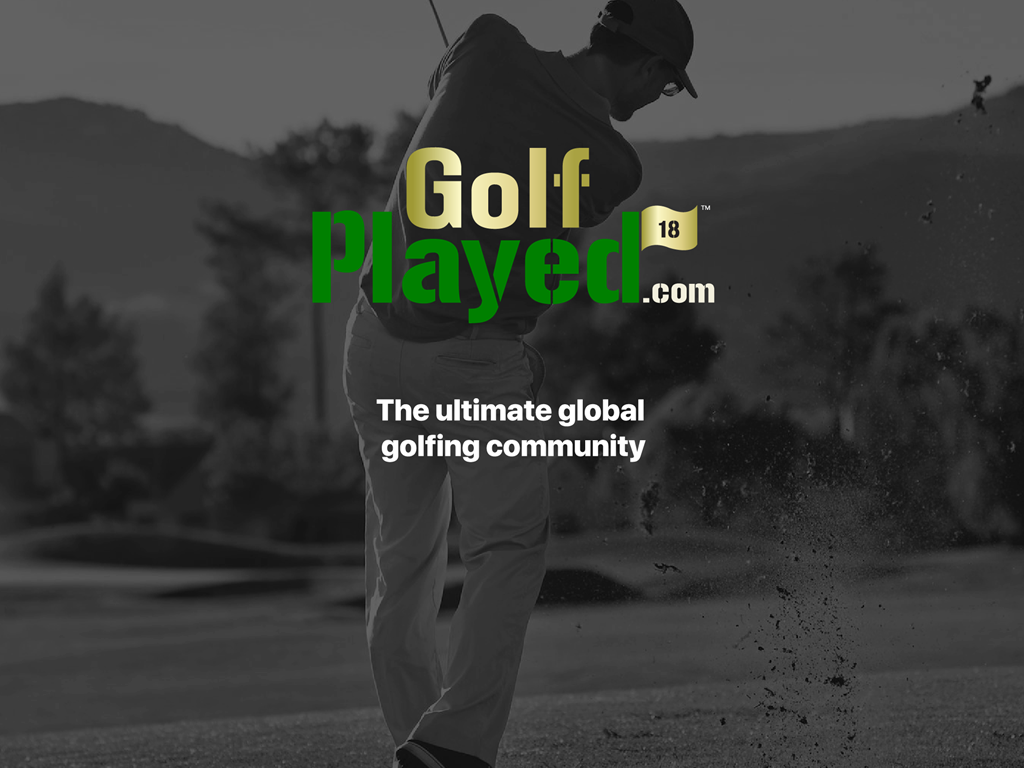 Golf
Played
18
™
.com
The ultimate global
golfing community